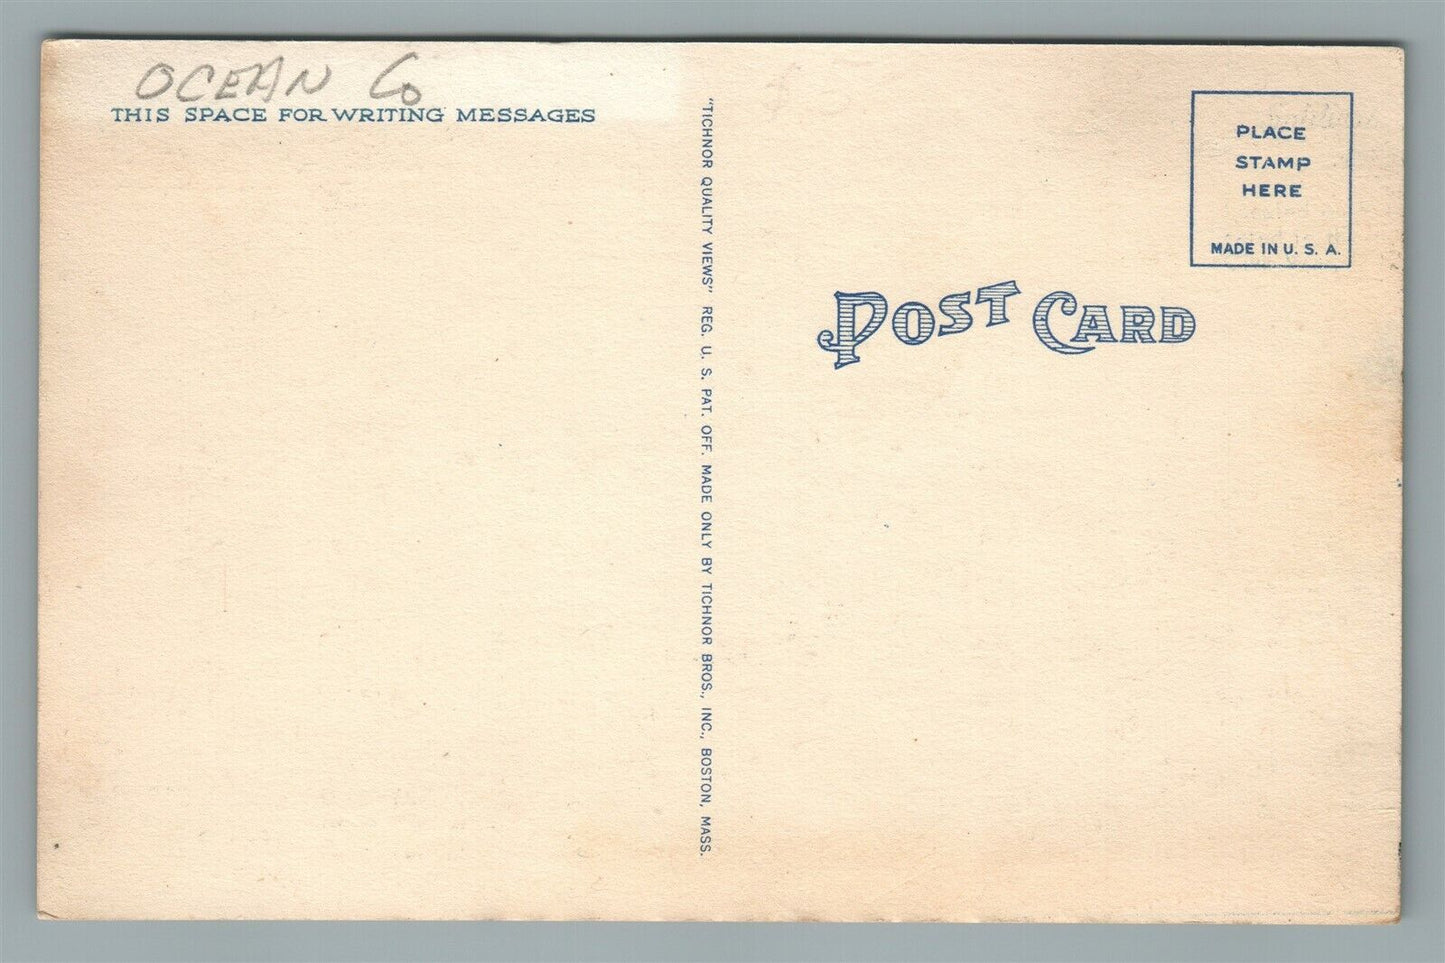 OCEAN Co
THIS SPACE FOR WRITING MESSAGES
"TICHNOR QUALITY VIEWS" REG. U. S. PAT. OFF. MADE ONLY BY TICHNOR BROS., INC., BOSTON, MASS.
PLACE
STAMP
HERE
MADE IN U. S. A.
POST CARD